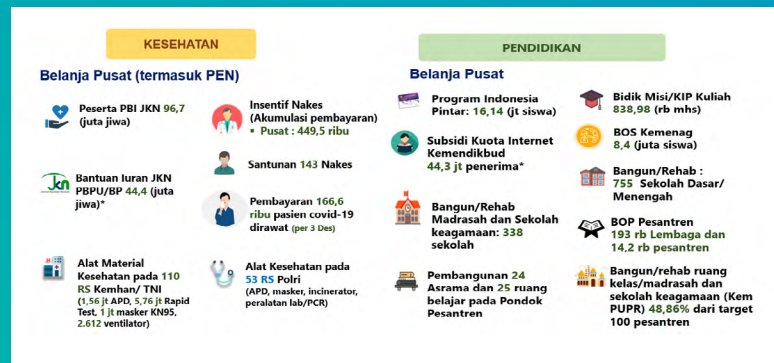 KESEHATAN
Belanja Pusat (termasuk PEN)
Peserta PBI JKN 96,7
(juta jiwa)
Bantuan Iuran JKN
PBPU/BP 44,4 (juta
jiwa)*
Alat Material
Kesehatan pada 110
RS Kemhan/ TNI
(1,56 jt APD, 5,76 jt Rapid
Test, 1 jt masker KN95,
2.612 ventilator)
Insentif Nakes
(Akumulasi pembayaran)
▪ Pusat : 449,5 ribu
Santunan 143 Nakes
Pembayaran 166,6
ribu pasien covid-19
dirawat (per 3 Des)
Alat Kesehatan pada
53 RS Polri
(APD, masker, incinerator,
peralatan lab/PCR)
PENDIDIKAN
Belanja Pusat
Program Indonesia
Pintar: 16,14 (jt siswa)
Subsidi Kuota Internet
Kemendikbud
44,3 jt penerima*
Bangun/Rehab
Madrasah dan Sekolah
keagamaan: 338
sekolah
Pembangunan 24
Asrama dan 25 ruang
belajar pada Pondok
Pesantren
Bidik Misi/KIP Kuliah
838,98 (rb mhs)
BOS Kemenag
8,4 (juta siswa)
Bangun/Rehab :
755 Sekolah Dasar/
Menengah
BOP Pesantren
193 rb Lembaga dan
14,2 rb pesantren
Bangun/rehab ruang
kelas/madrasah dan
sekolah keagamaan (Kem
PUPR) 48,86% dari target
100 pesantren